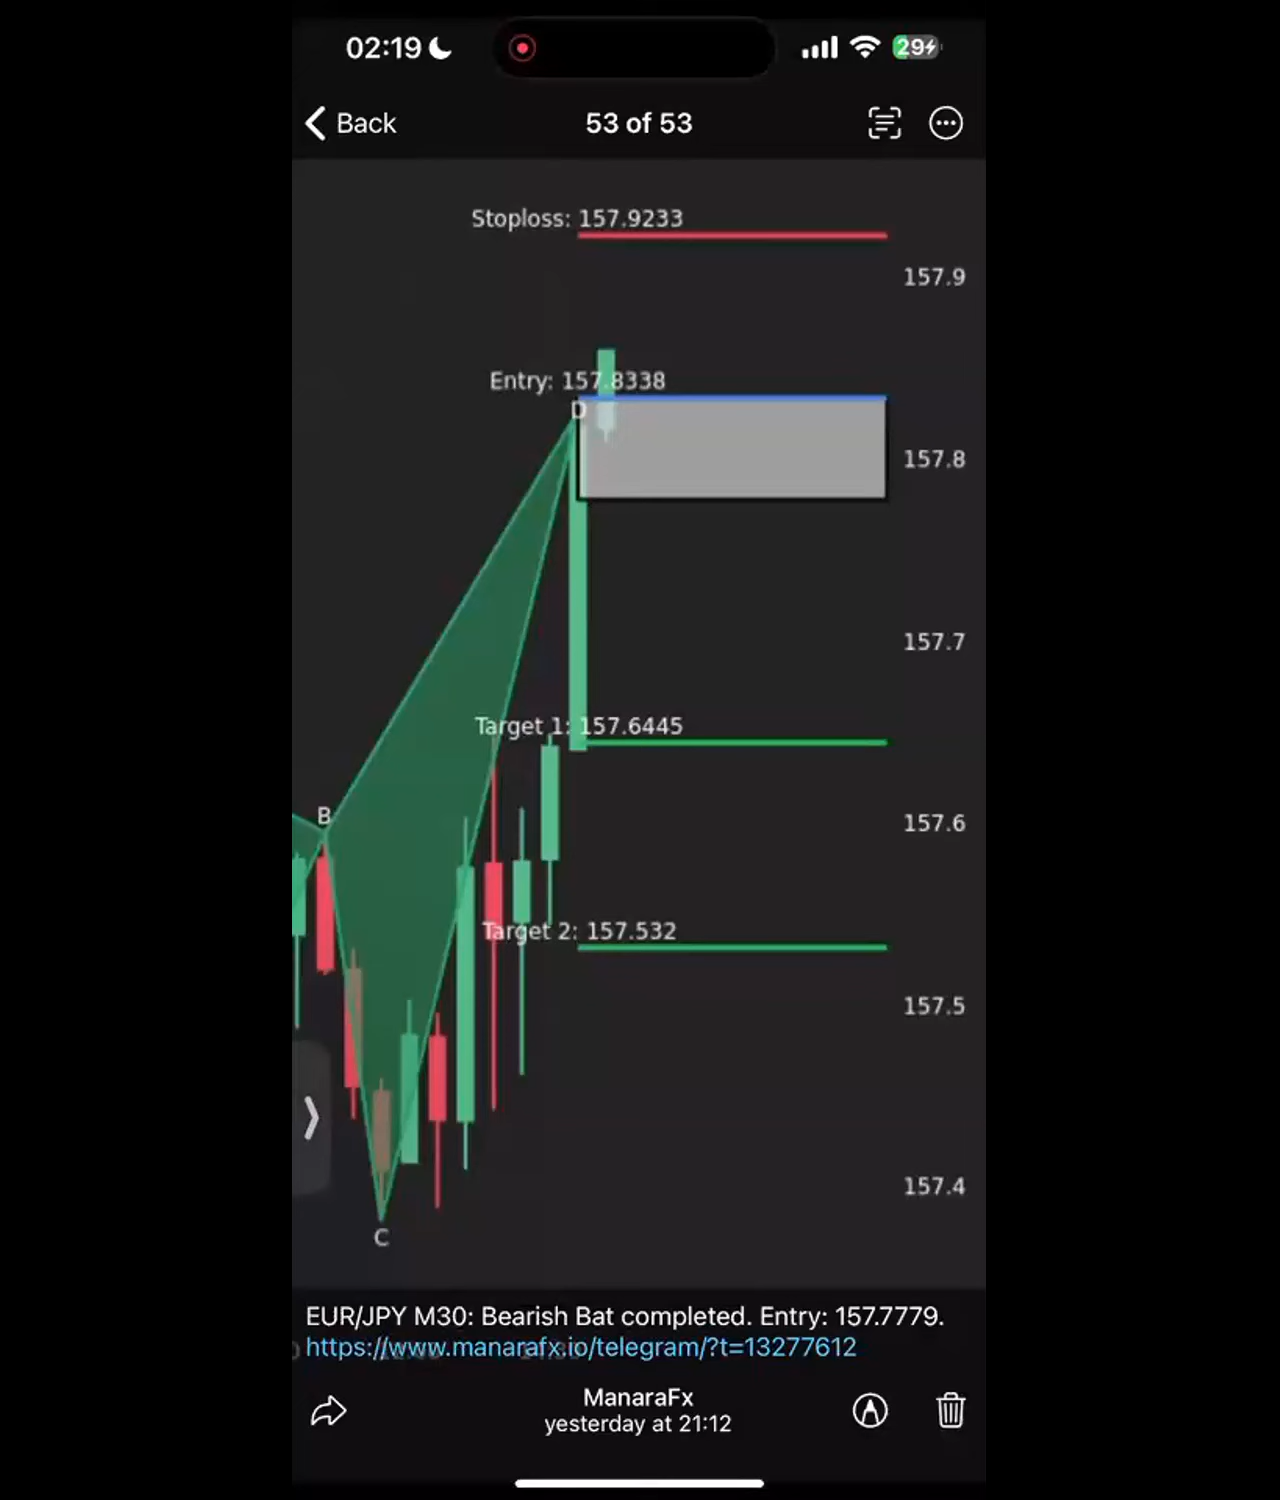 02:19
29
Back
53 of 53
Stoploss: 157.9233
157.9
Entry: 157.8338
D
157.8
157.7
Target 1: 157.6445
B
157.6
Target 2: 157.532
157.5
157.4
C
EUR/JPY M30: Bearish Bat completed. Entry: 157.7779.
https://www.manarafx.io/telegram/?t=13277612
ManaraFx
yesterday at 21:12